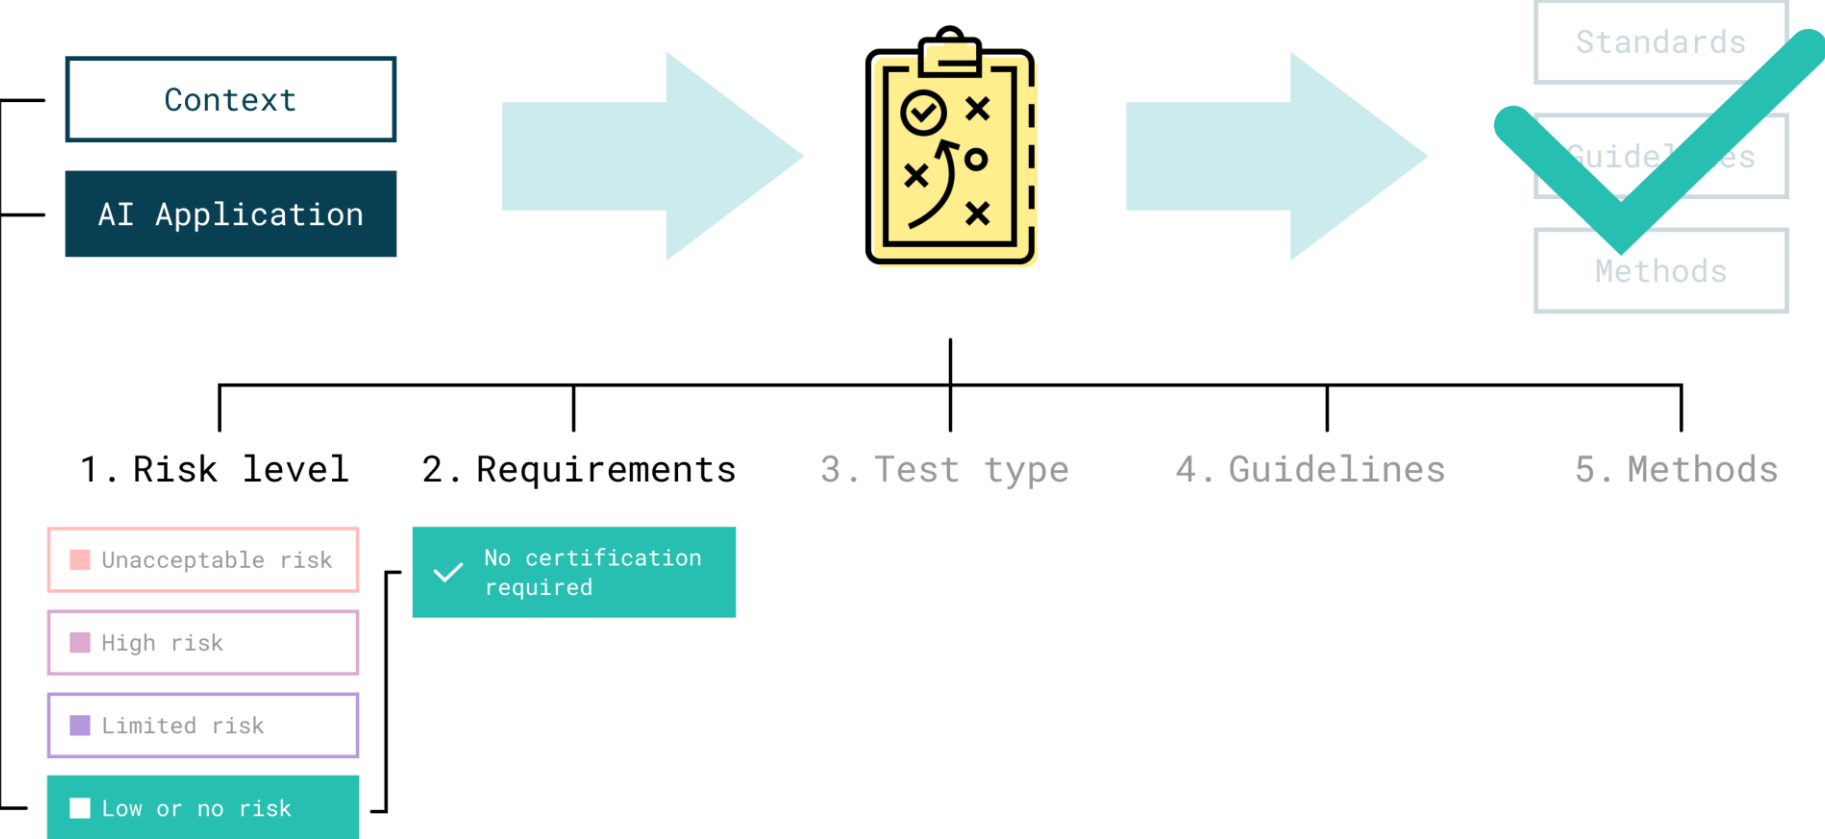 Context
AI Application
Standards
Guidelines
Methods
1. Risk level
2. Requirements
3. Test type
4. Guidelines
5. Methods
Unacceptable risk
High risk
Limited risk
Low or no risk
No certification
required